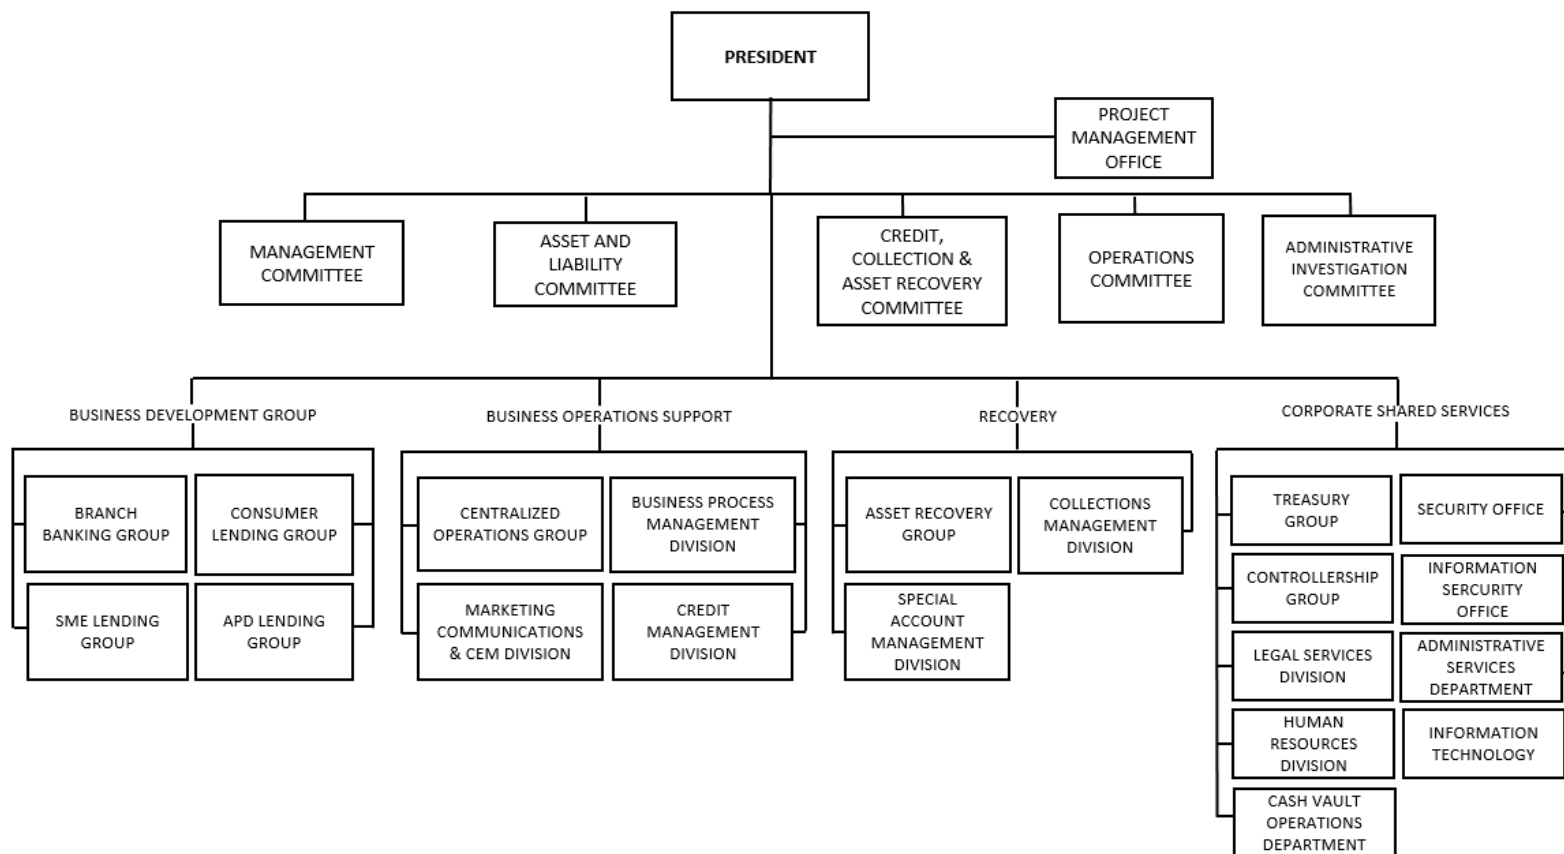 PRESIDENT
PROJECT
MANAGEMENT
OFFICE
MANAGEMENT
COMMITTEE
ASSET AND
LIABILITY
COMMITTEE
CREDIT,
COLLECTION &
ASSET RECOVERY
COMMITTEE
OPERATIONS
COMMITTEE
ADMINISTRATIVE
INVESTIGATION
COMMITTEE
BUSINESS DEVELOPMENT GROUP
BRANCH
BANKING GROUP
CONSUMER
LENDING GROUP
SME LENDING
GROUP
APD LENDING
GROUP
BUSINESS OPERATIONS SUPPORT
CENTRALIZED
OPERATIONS GROUP
BUSINESS PROCESS
MANAGEMENT
DIVISION
MARKETING
COMMUNICATIONS
& CEM DIVISION
CREDIT
MANAGEMENT
DIVISION
RECOVERY
ASSET RECOVERY
GROUP
COLLECTIONS
MANAGEMENT
DIVISION
SPECIAL
ACCOUNT
MANAGEMENT
DIVISION
CORPORATE SHARED SERVICES
TREASURY
GROUP
SECURITY OFFICE
CONTROLLERSHIP
GROUP
INFORMATION
SERCURITY
OFFICE
LEGAL SERVICES
DIVISION
ADMINISTRATIVE
SERVICES
DEPARTMENT
HUMAN
RESOURCES
DIVISION
INFORMATION
TECHNOLOGY
CASH VAULT
OPERATIONS
DEPARTMENT